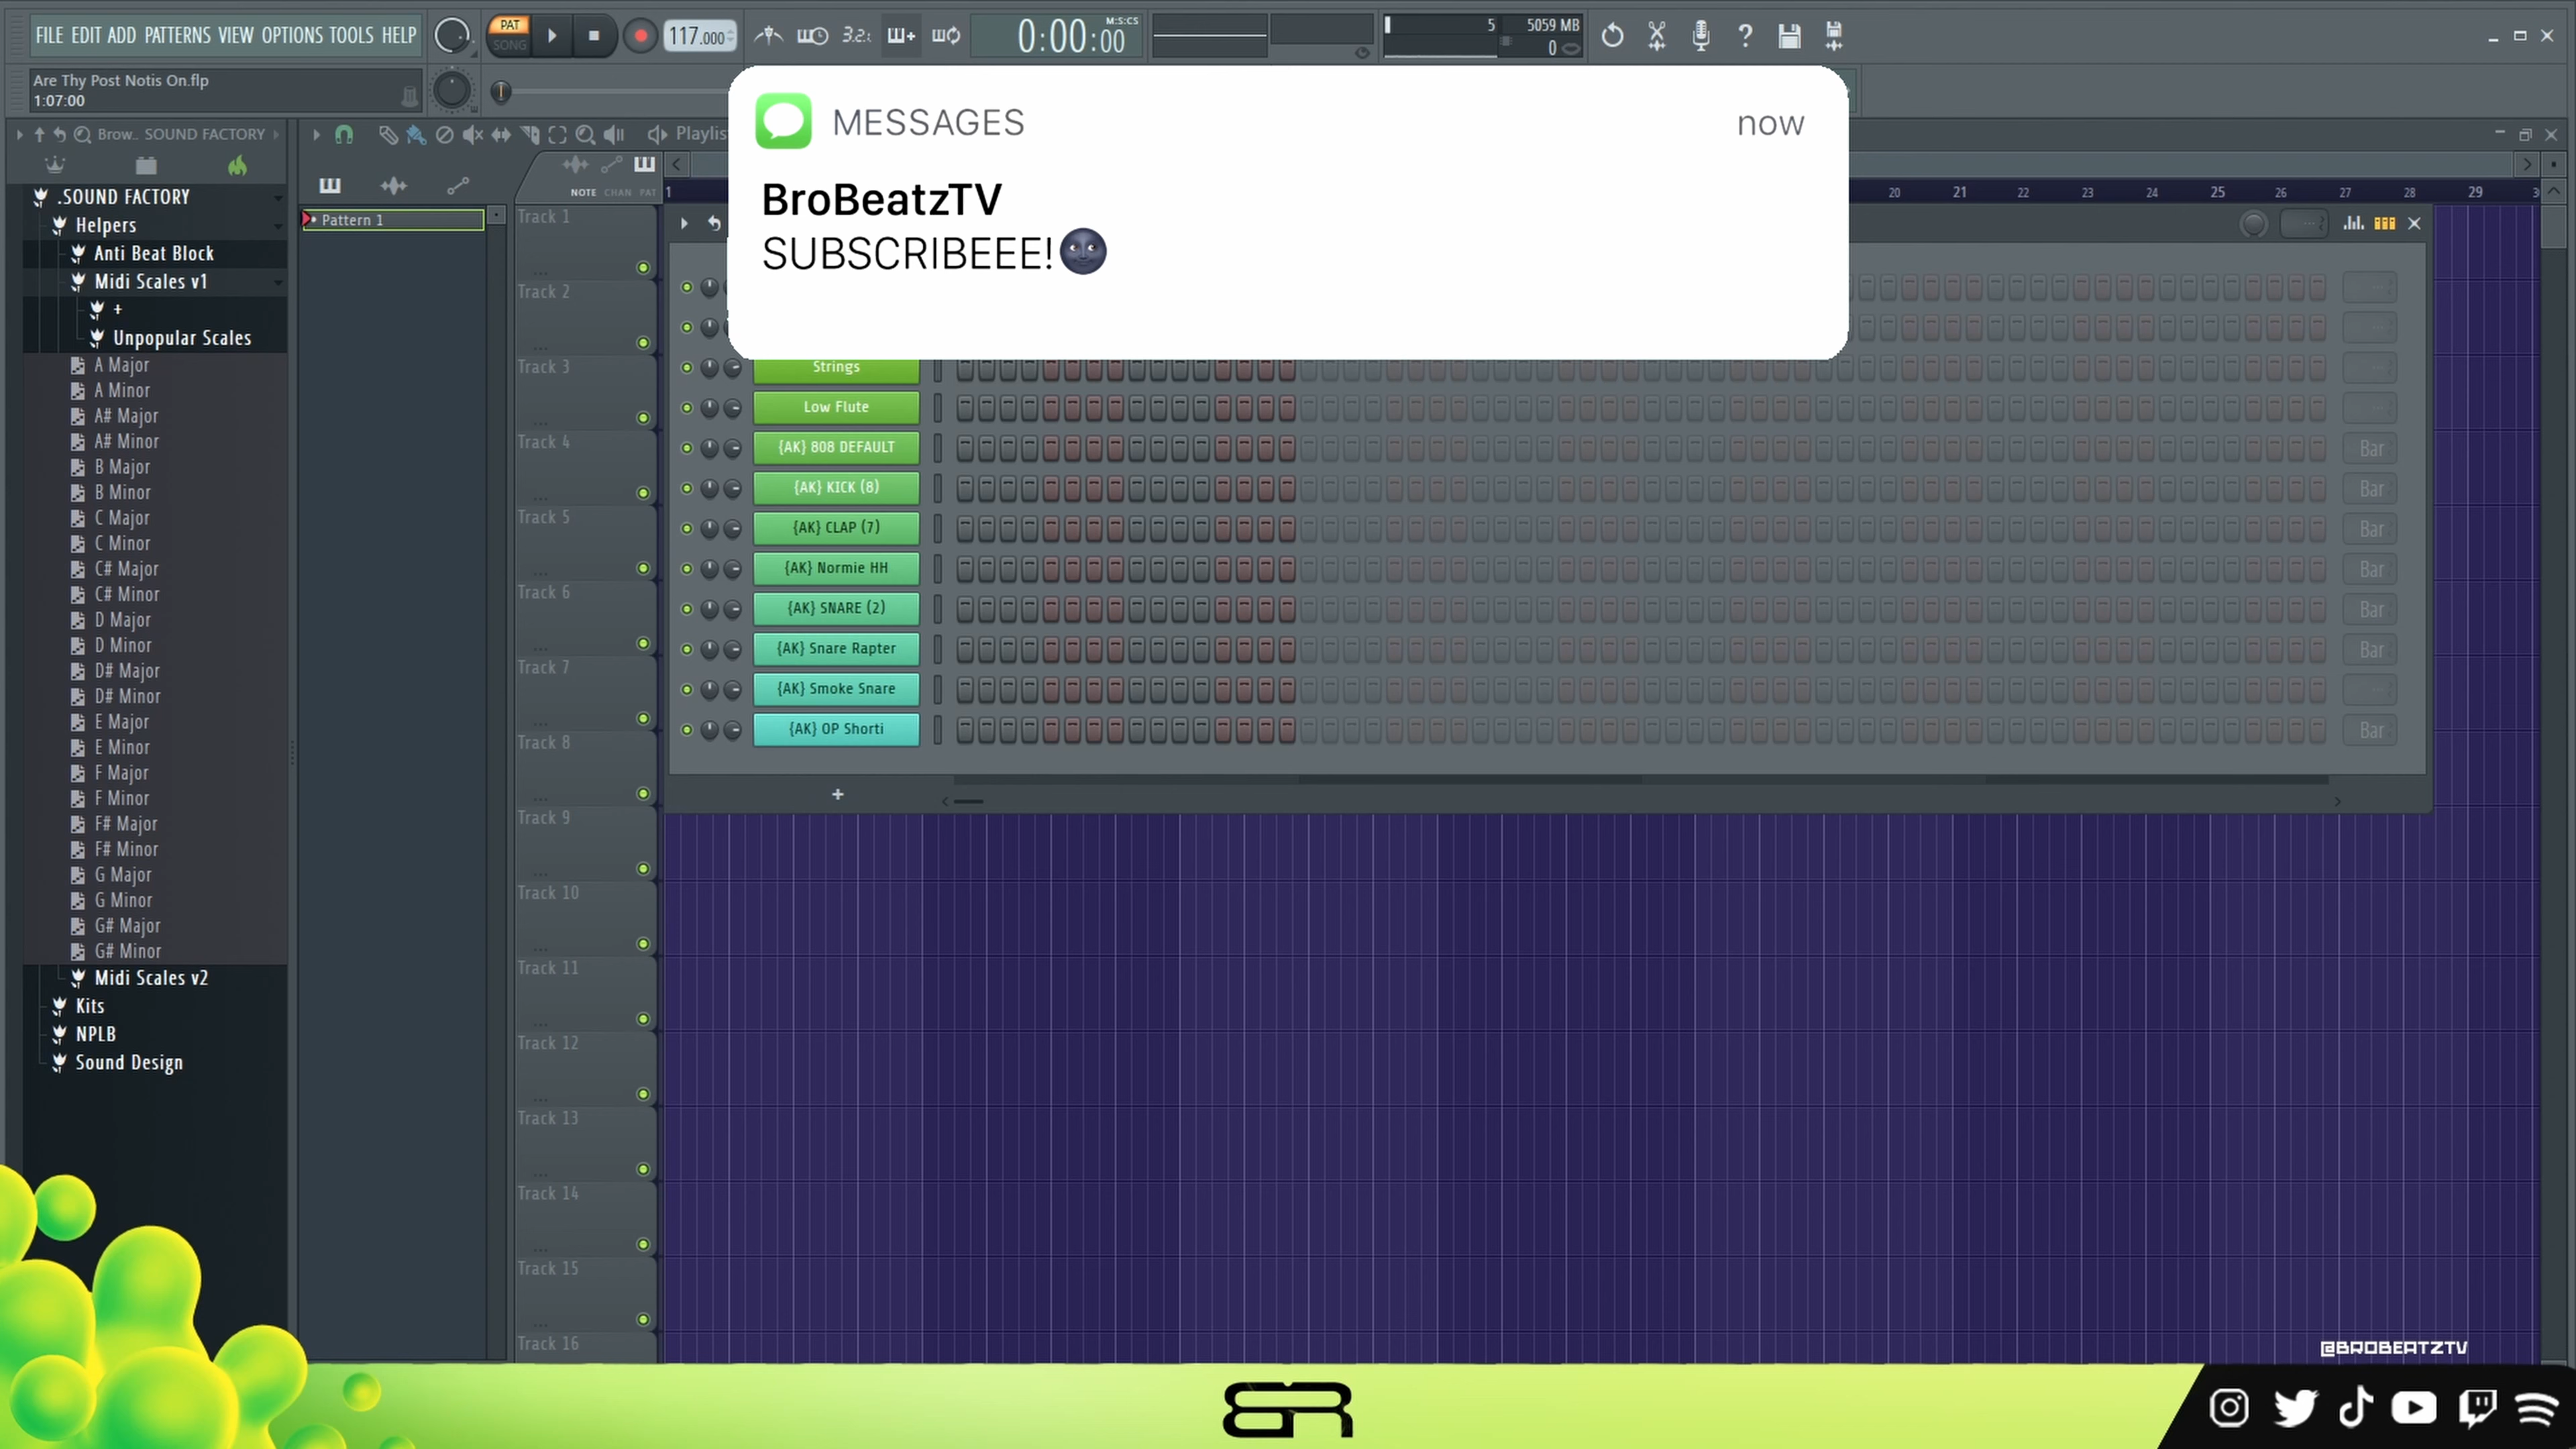 FILE EDIT ADD PATTERNS VIEW OPTIONS TOOLS HELP
PAT
SONG
117.000
3.2.
0:00:00
M:S:CS
5
5059 MB
0
?
Are Thy Post Notis On.flp
1:07:00
Brow.. SOUND FACTORY
Playlis
MESSAGES
now
BroBeatzTV
SUBSCRIBEEE!🌚
NOTE CHAN PAT
1
20 21 22 23 24 25 26 27 28 29
.SOUND FACTORY
Helpers
Anti Beat Block
Midi Scales v1
+
Unpopular Scales
A Major
A Minor
A# Major
A# Minor
B Major
B Minor
C Major
C Minor
C# Major
C# Minor
D Major
D Minor
D# Major
D# Minor
E Major
E Minor
F Major
F Minor
F# Major
F# Minor
G Major
G Minor
G# Major
G# Minor
Midi Scales v2
Kits
NPLB
Sound Design
Pattern 1
Track 1
Track 2
Track 3
Track 4
Track 5
Track 6
Track 7
Track 8
Track 9
Track 10
Track 11
Track 12
Track 13
Track 14
Track 15
Track 16
Strings
Low Flute
{AK} 808 DEFAULT Bar
{AK} KICK (8) Bar
{AK} CLAP (7) Bar
{AK} Normie HH Bar
{AK} SNARE (2) Bar
{AK} Snare Rapter Bar
{AK} Smoke Snare
{AK} OP Shorti Bar
+
@BROBEATZTV
BR